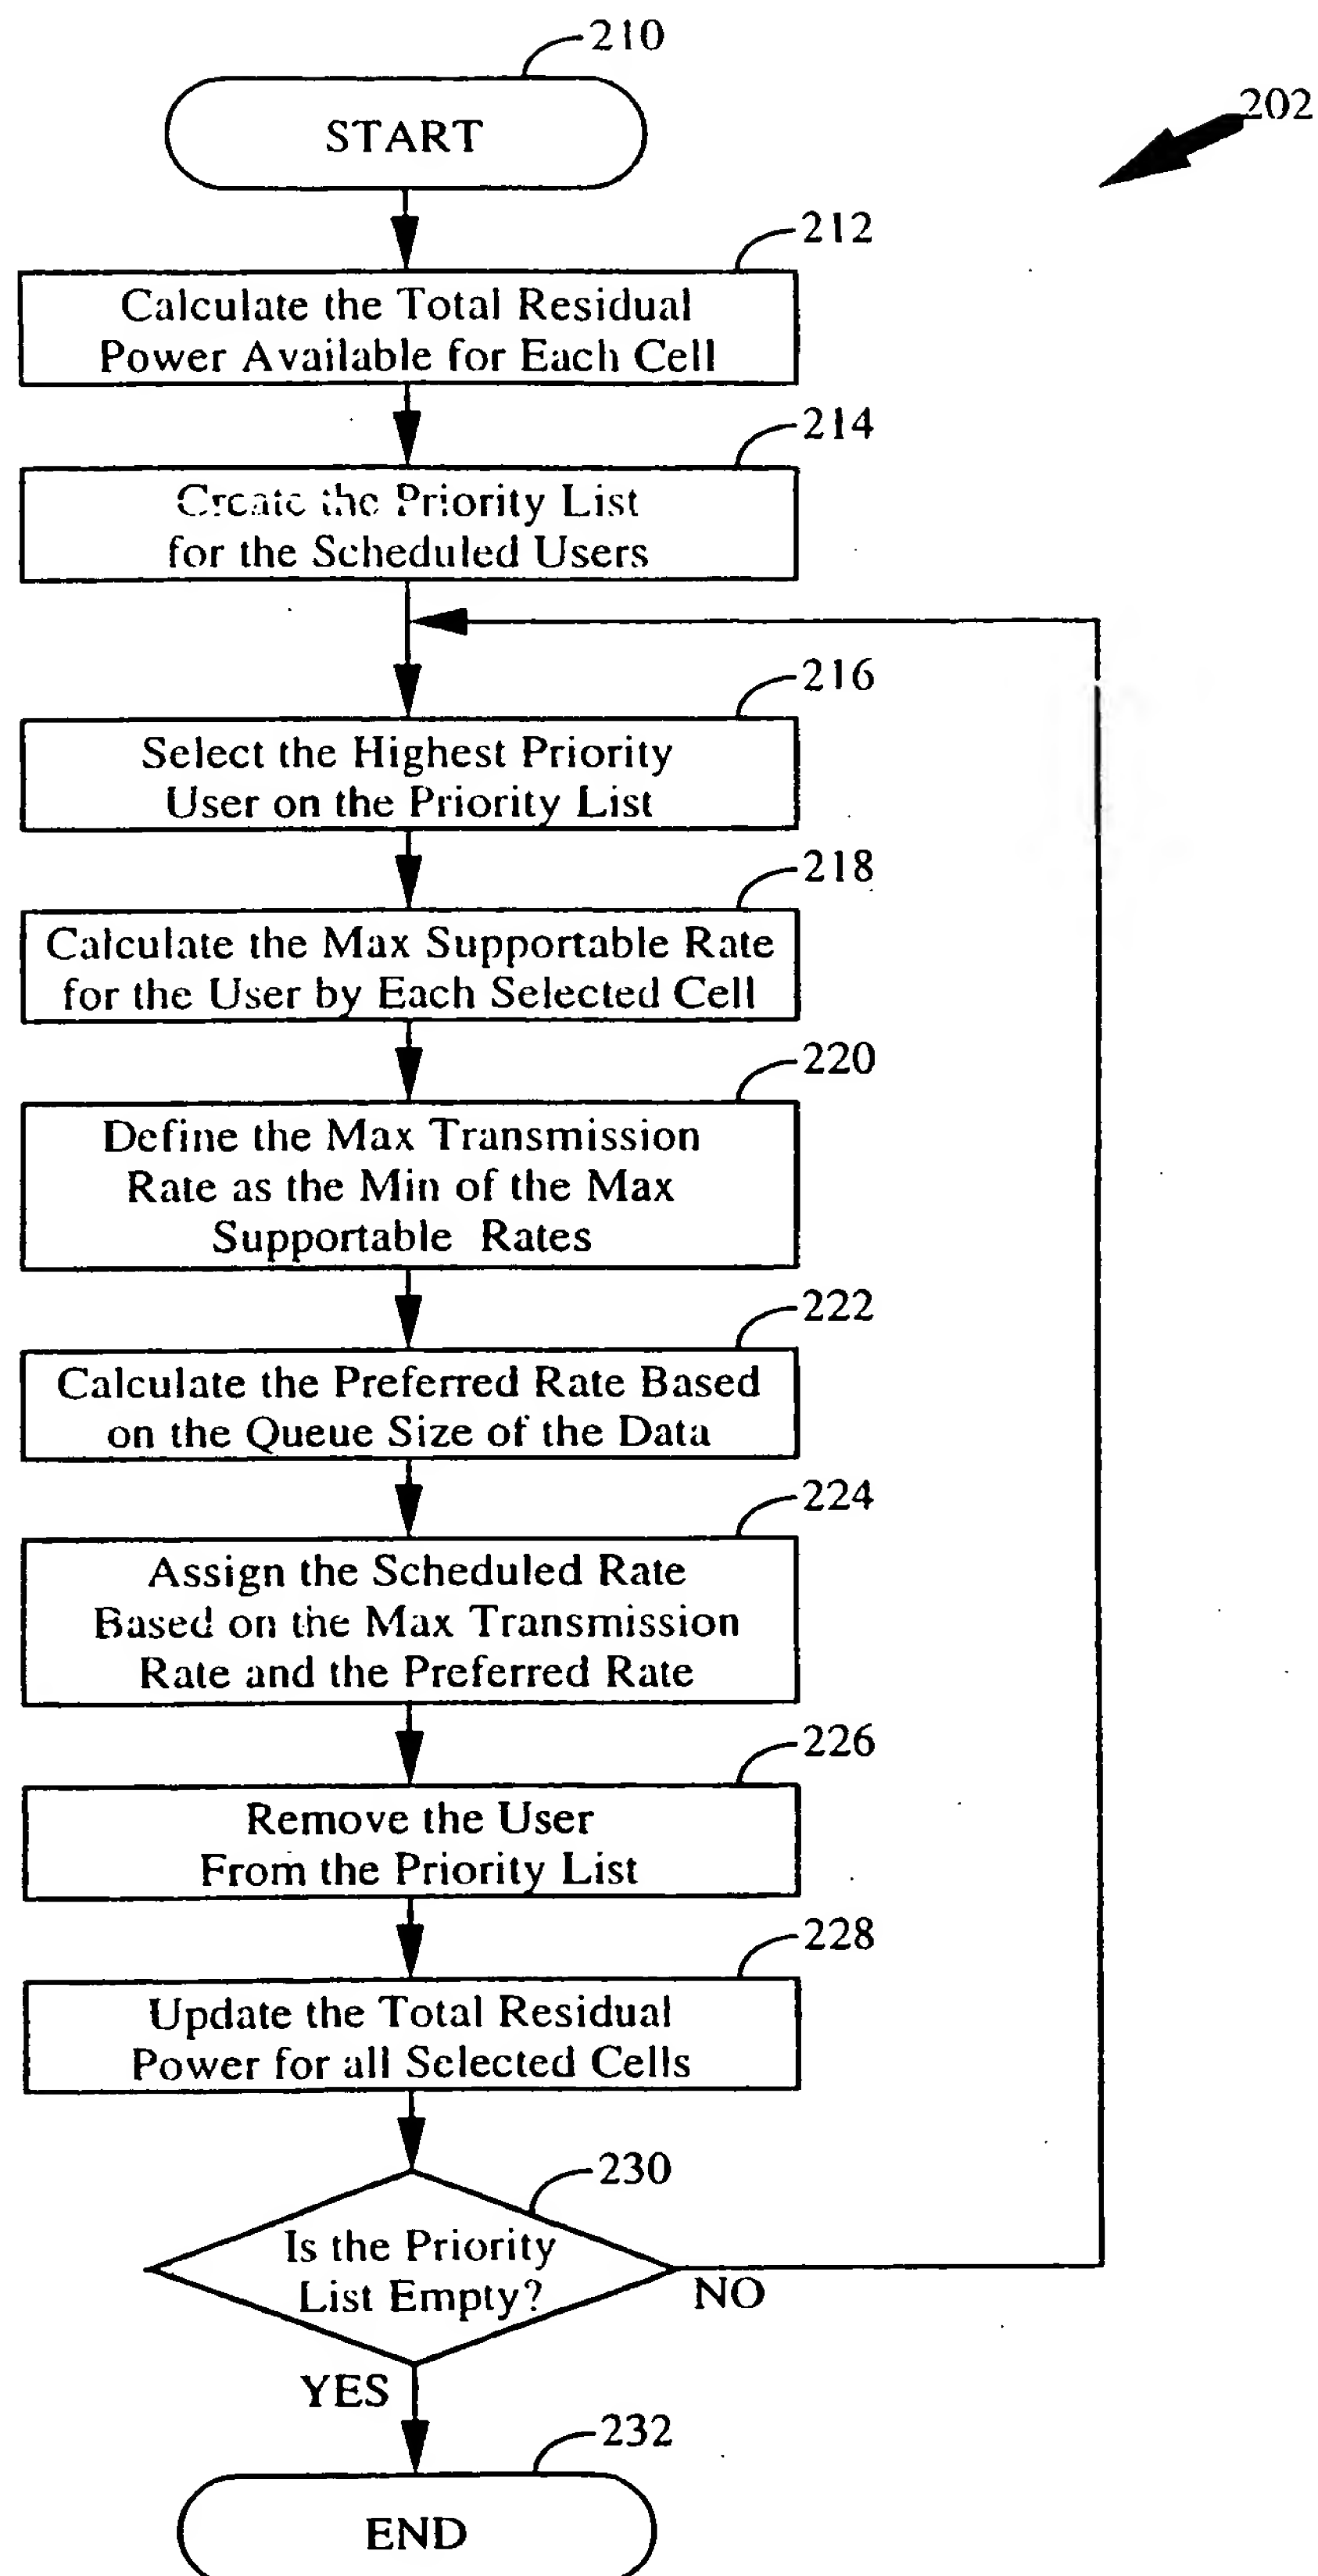 210
START
202
212
Calculate the Total Residual
Power Available for Each Cell
214
Create the Priority List
for the Scheduled Users
216
Select the Highest Priority
User on the Priority List
218
Calculate the Max Supportable Rate
for the User by Each Selected Cell
220
Define the Max Transmission
Rate as the Min of the Max
Supportable Rates
222
Calculate the Preferred Rate Based
on the Queue Size of the Data
224
Assign the Scheduled Rate
Based on the Max Transmission
Rate and the Preferred Rate
226
Remove the User
From the Priority List
228
Update the Total Residual
Power for all Selected Cells
230
Is the Priority
List Empty?
NO
YES
232
END